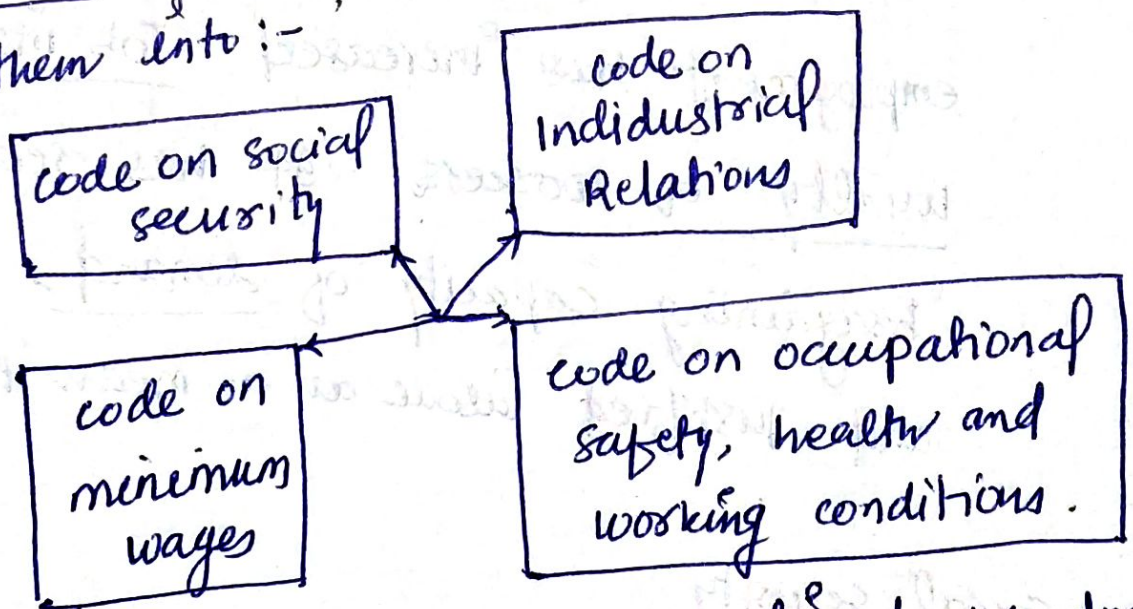 them into :-
code on social
security
code on
Indidustrial
Relations
code on
minimum
wages
code on occupational
safety, health and
working conditions.